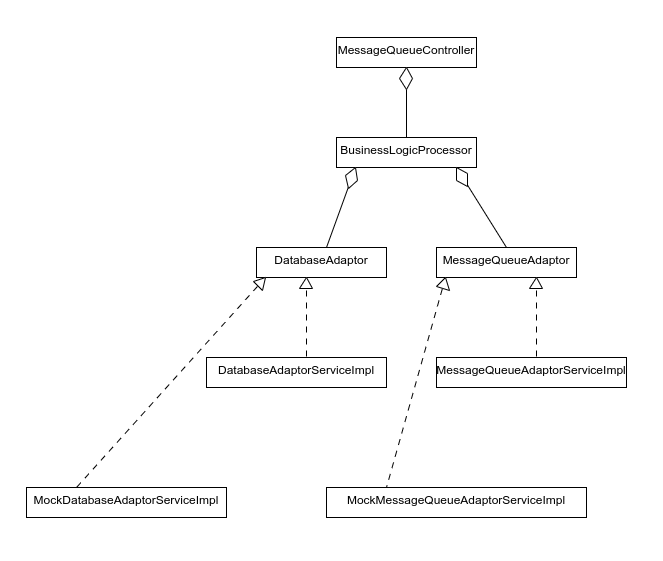 MessageQueueController
BusinessLogicProcessor
DatabaseAdaptor
MessageQueueAdaptor
DatabaseAdaptorServiceImpl
MessageQueueAdaptorServiceImpl
MockDatabaseAdaptorServiceImpl
MockMessageQueueAdaptorServiceImpl